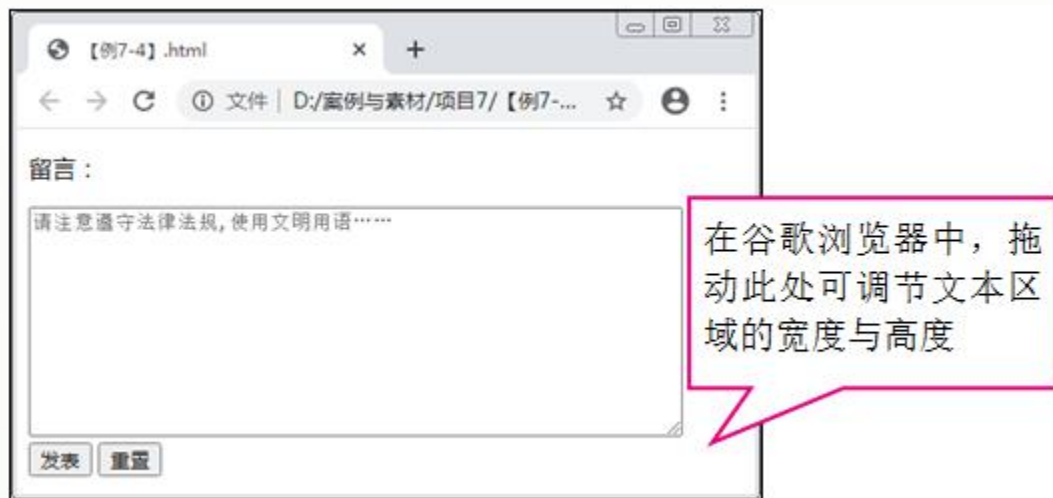 【例7-4】.html
文件 D:/案例与素材/项目7/【例7-...
留言：
请注意遵守法律法规，使用文明用语……
发表 重置
在谷歌浏览器中，拖
动此处可调节文本区
域的宽度与高度